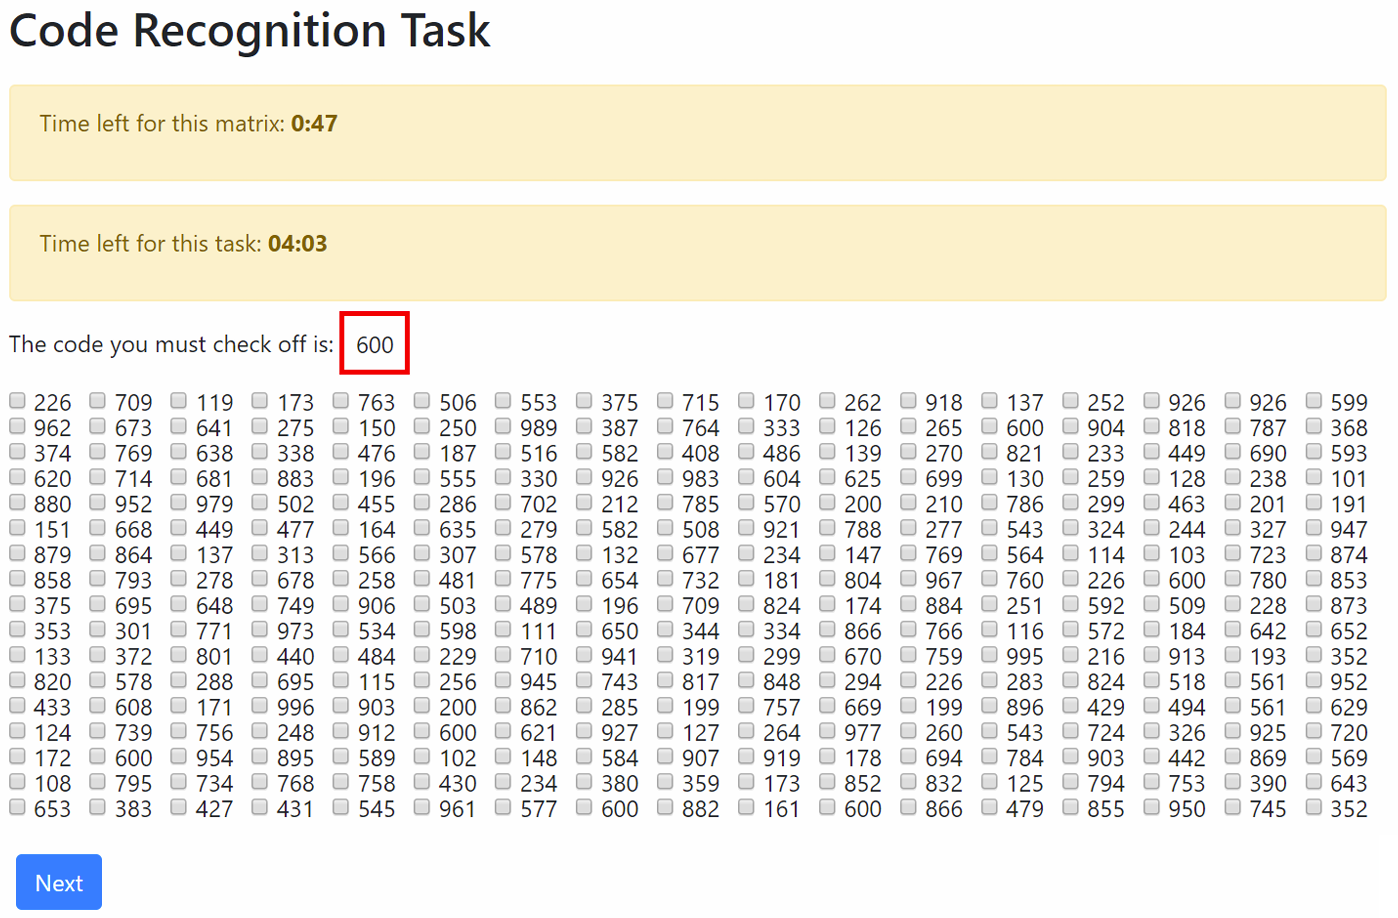 Code Recognition Task
Time left for this matrix: 0:47
Time left for this task: 04:03
The code you must check off is: 600
226 709 119 173 763 506 553 375 715 170 262 918 137 252 926 926 599
962 673 641 275 150 250 989 387 764 333 126 265 600 904 818 787 368
374 769 638 338 476 187 516 582 408 486 139 270 821 233 449 690 593
620 714 681 883 196 555 330 926 983 604 625 699 130 259 128 238 101
880 952 979 502 455 286 702 212 785 570 200 210 786 299 463 201 191
151 668 449 477 164 635 279 582 508 921 788 277 543 324 244 327 947
879 864 137 313 566 307 578 132 677 234 147 769 564 114 103 723 874
858 793 278 678 258 481 775 654 732 181 804 967 760 226 600 780 853
375 695 648 749 906 503 489 196 709 824 174 884 251 592 509 228 873
353 301 771 973 534 598 111 650 344 334 866 766 116 572 184 642 652
133 372 801 440 484 229 710 941 319 299 670 759 995 216 913 193 352
820 578 288 695 115 256 945 743 817 848 294 226 283 824 518 561 952
433 608 171 996 903 200 862 285 199 757 669 199 896 429 494 561 629
124 739 756 248 912 600 621 927 127 264 977 260 543 724 326 925 720
172 600 954 895 589 102 148 584 907 919 178 694 784 903 442 869 569
108 795 734 768 758 430 234 380 359 173 852 832 125 794 753 390 643
653 383 427 431 545 961 577 600 882 161 600 866 479 855 950 745 352
Next